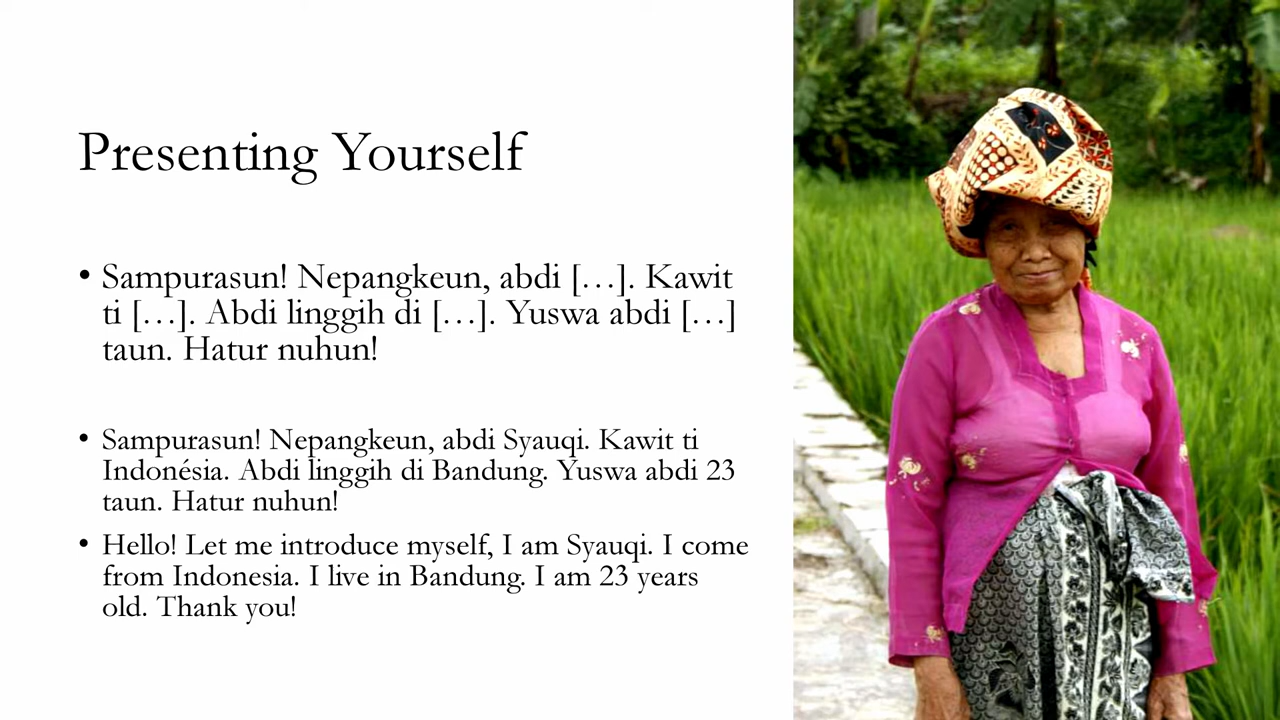 Presenting Yourself
• Sampurasun! Nepangkeun, abdi […]. Kawit
ti […]. Abdi linggih di […]. Yuswa abdi […]
taun. Hatur nuhun!
• Sampurasun! Nepangkeun, abdi Syauqi. Kawit ti
Indonésia. Abdi linggih di Bandung. Yuswa abdi 23
taun. Hatur nuhun!
• Hello! Let me introduce myself, I am Syauqi. I come
from Indonesia. I live in Bandung. I am 23 years
old. Thank you!